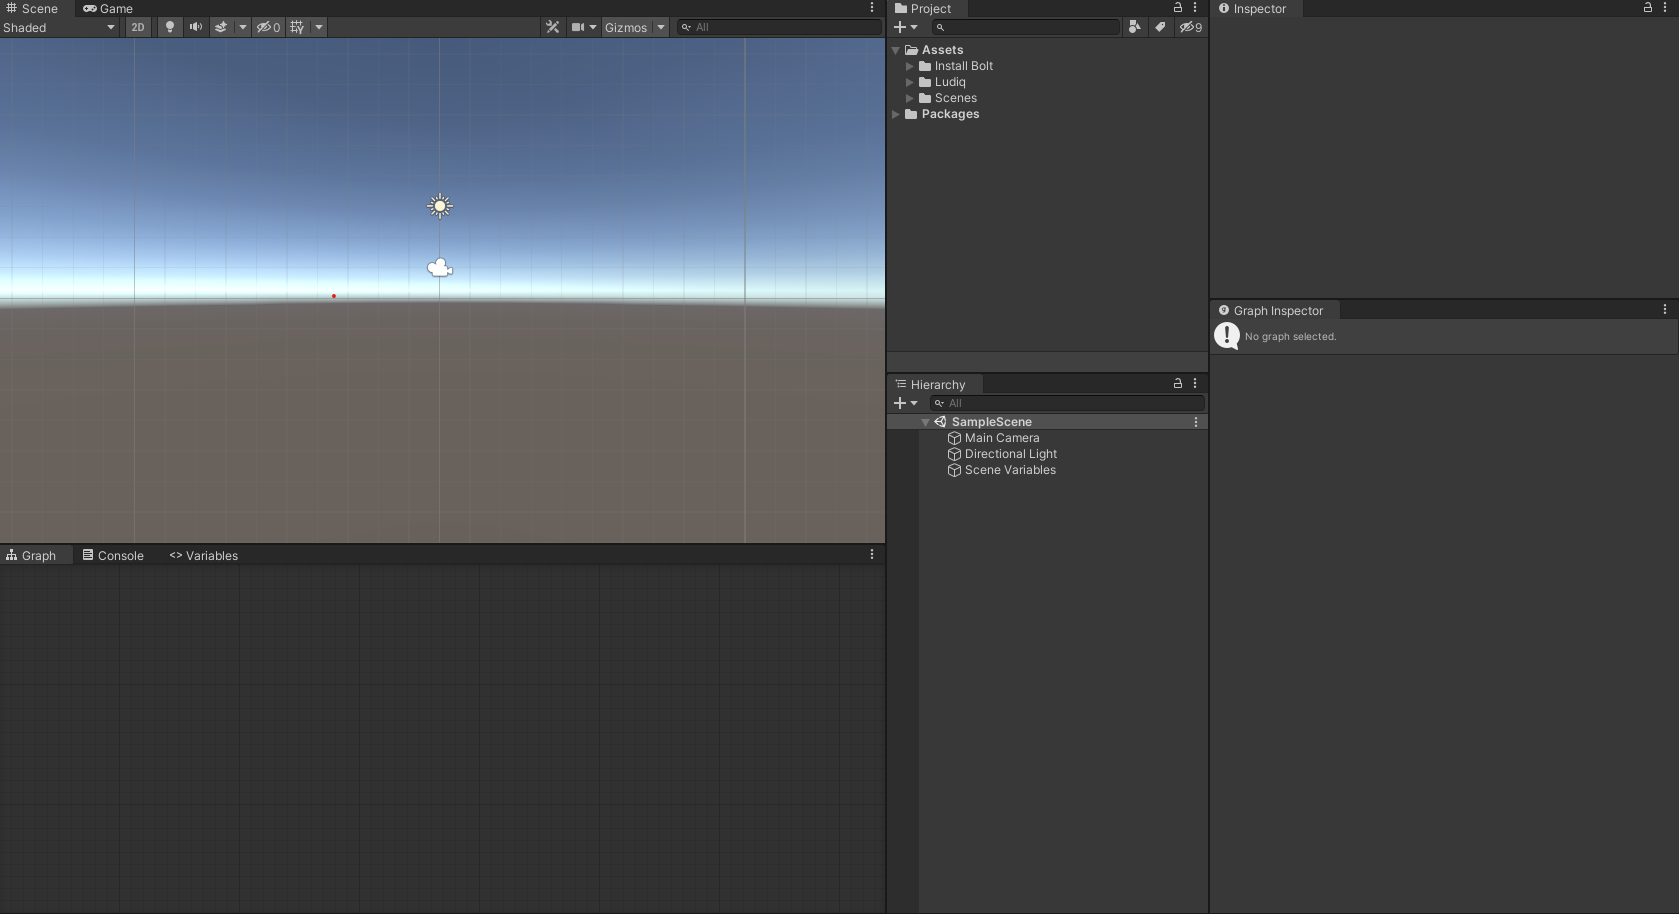 Scene Game
Shaded 2D 0 Gizmos All
Project
9
Assets
Install Bolt
Ludiq
Scenes
Packages
Hierarchy
All
SampleScene
Main Camera
Directional Light
Scene Variables
Inspector
Graph Inspector
No graph selected.
Graph Console <> Variables